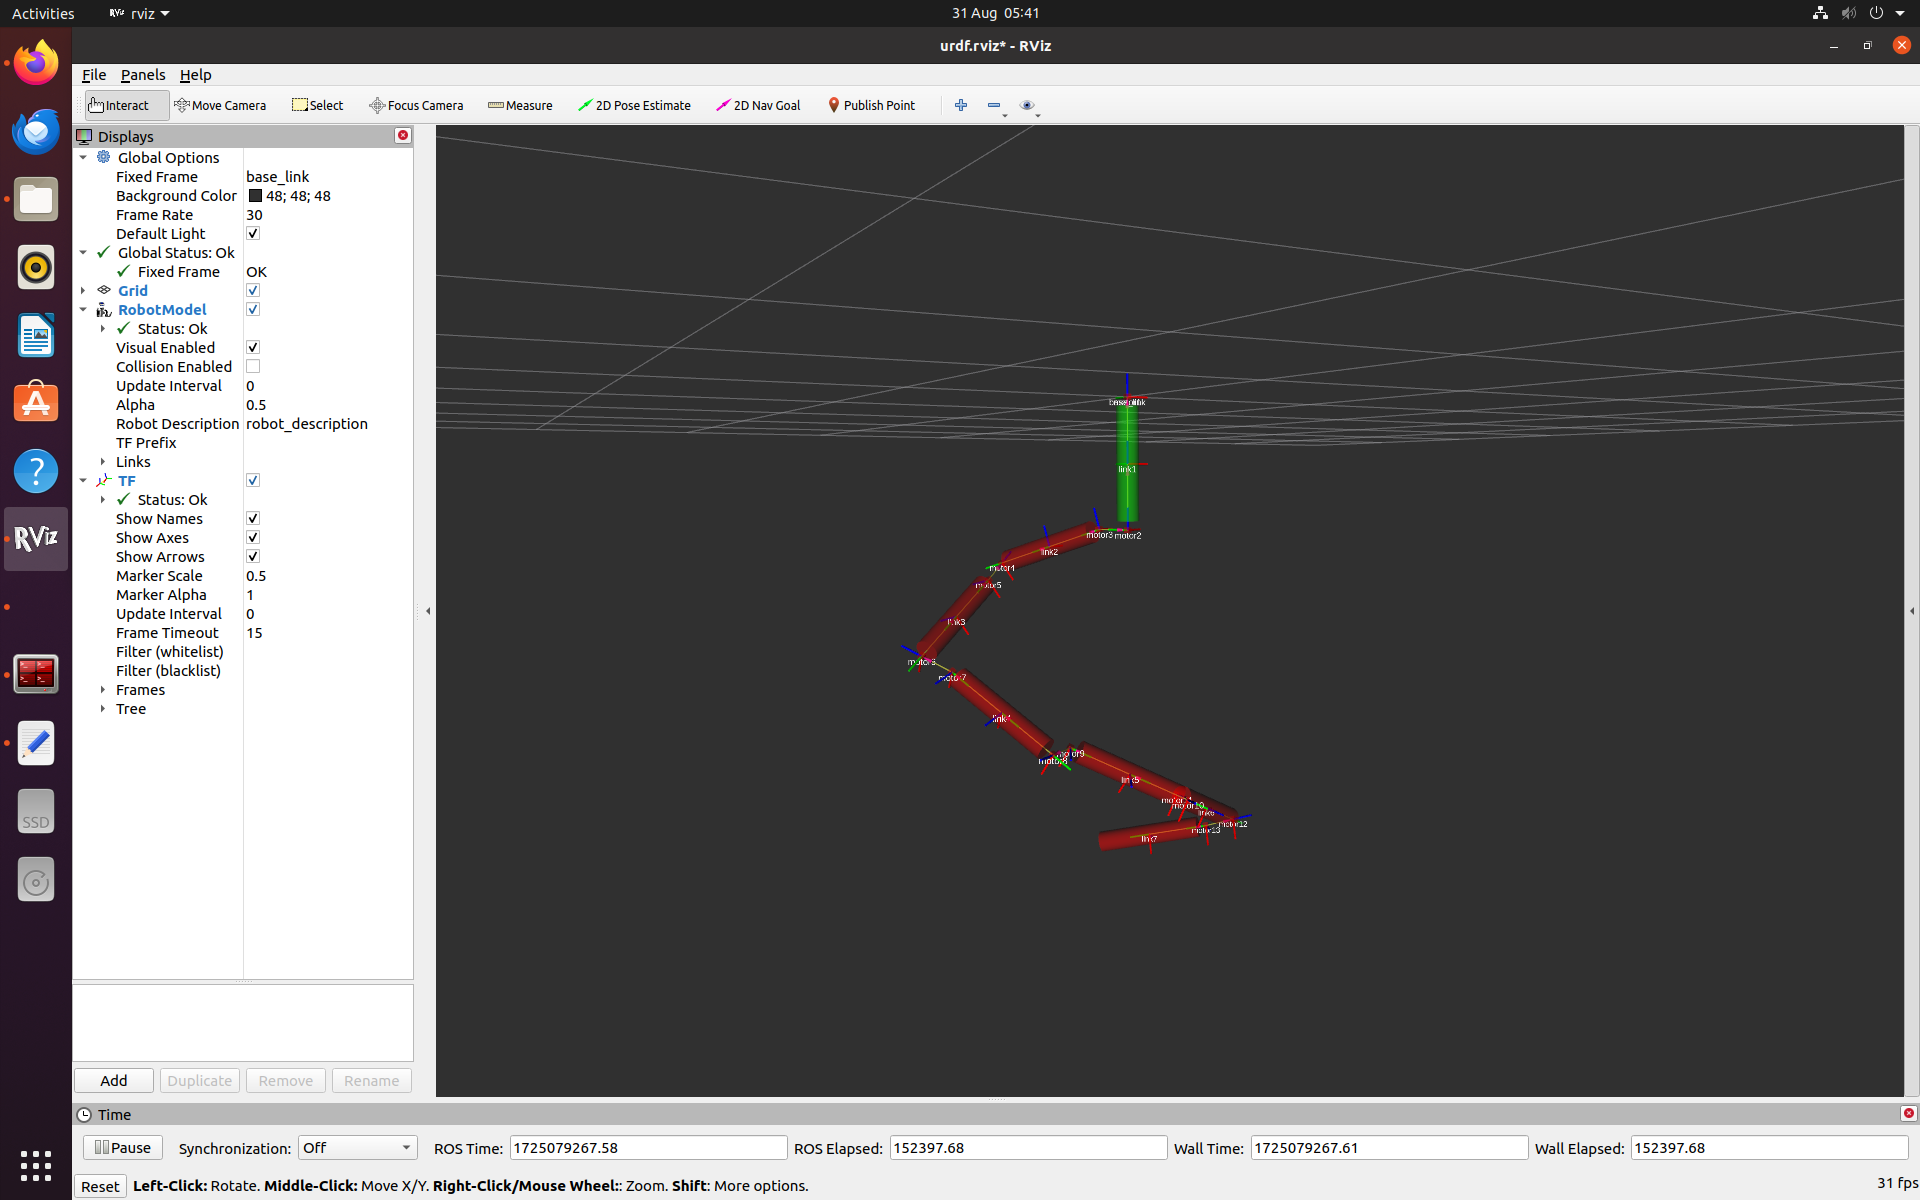 Activities rviz 31 Aug 05:41
urdf.rviz* - RViz
File Panels Help
Interact Move Camera Select Focus Camera Measure 2D Pose Estimate 2D Nav Goal Publish Point
Displays
Global Options
Fixed Frame base_link
Background Color 48; 48; 48
Frame Rate 30
Default Light
Global Status: Ok
Fixed Frame OK
Grid
RobotModel
Status: Ok
Visual Enabled
Collision Enabled
Update Interval 0
Alpha 0.5
Robot Description robot_description
TF Prefix
Links
TF
Status: Ok
Show Names
Show Axes
Show Arrows
Marker Scale 0.5
Marker Alpha 1
Update Interval 0
Frame Timeout 15
Filter (whitelist)
Filter (blacklist)
Frames
Tree
RViz
SSD
link1
motor3 motor2
link2
motor4
motor5
link3
motor6
motor7
link4
motor9
motor8
link5
motor10
link6
motor12
motor13
link7
Add Duplicate Remove Rename
Time
Pause Synchronization: Off ROS Time: 1725079267.58 ROS Elapsed: 152397.68 Wall Time: 1725079267.61 Wall Elapsed: 152397.68
Reset Left-Click: Rotate. Middle-Click: Move X/Y. Right-Click/Mouse Wheel:: Zoom. Shift: More options. 31 fps